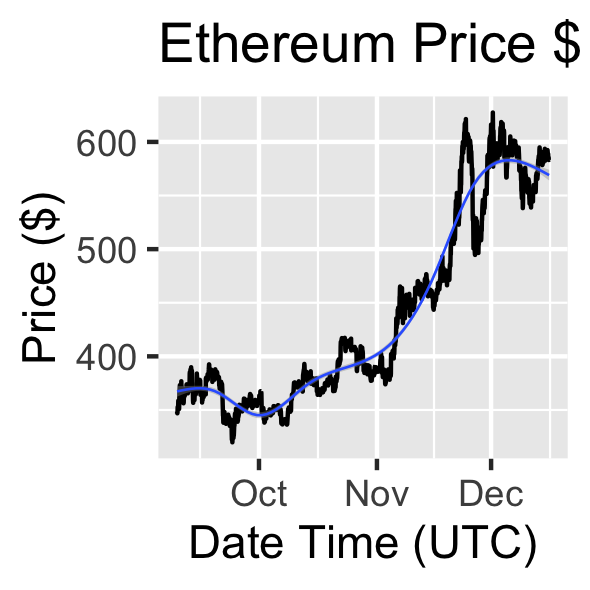 Ethereum Price $
Price ($)
600
500
400
Oct Nov Dec
Date Time (UTC)